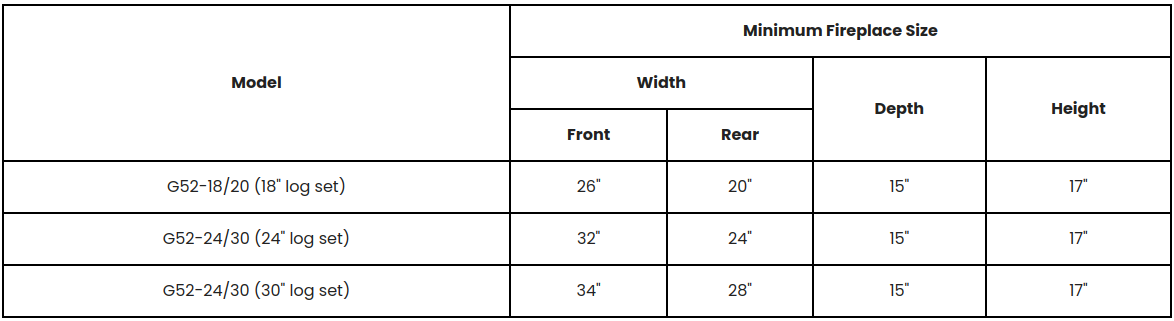 Minimum Fireplace Size
Model
Width
Depth
Height
Front
Rear
G52-18/20 (18" log set) 26" 20" 15" 17"
G52-24/30 (24" log set) 32" 24" 15" 17"
G52-24/30 (30" log set) 34" 28" 15" 17"